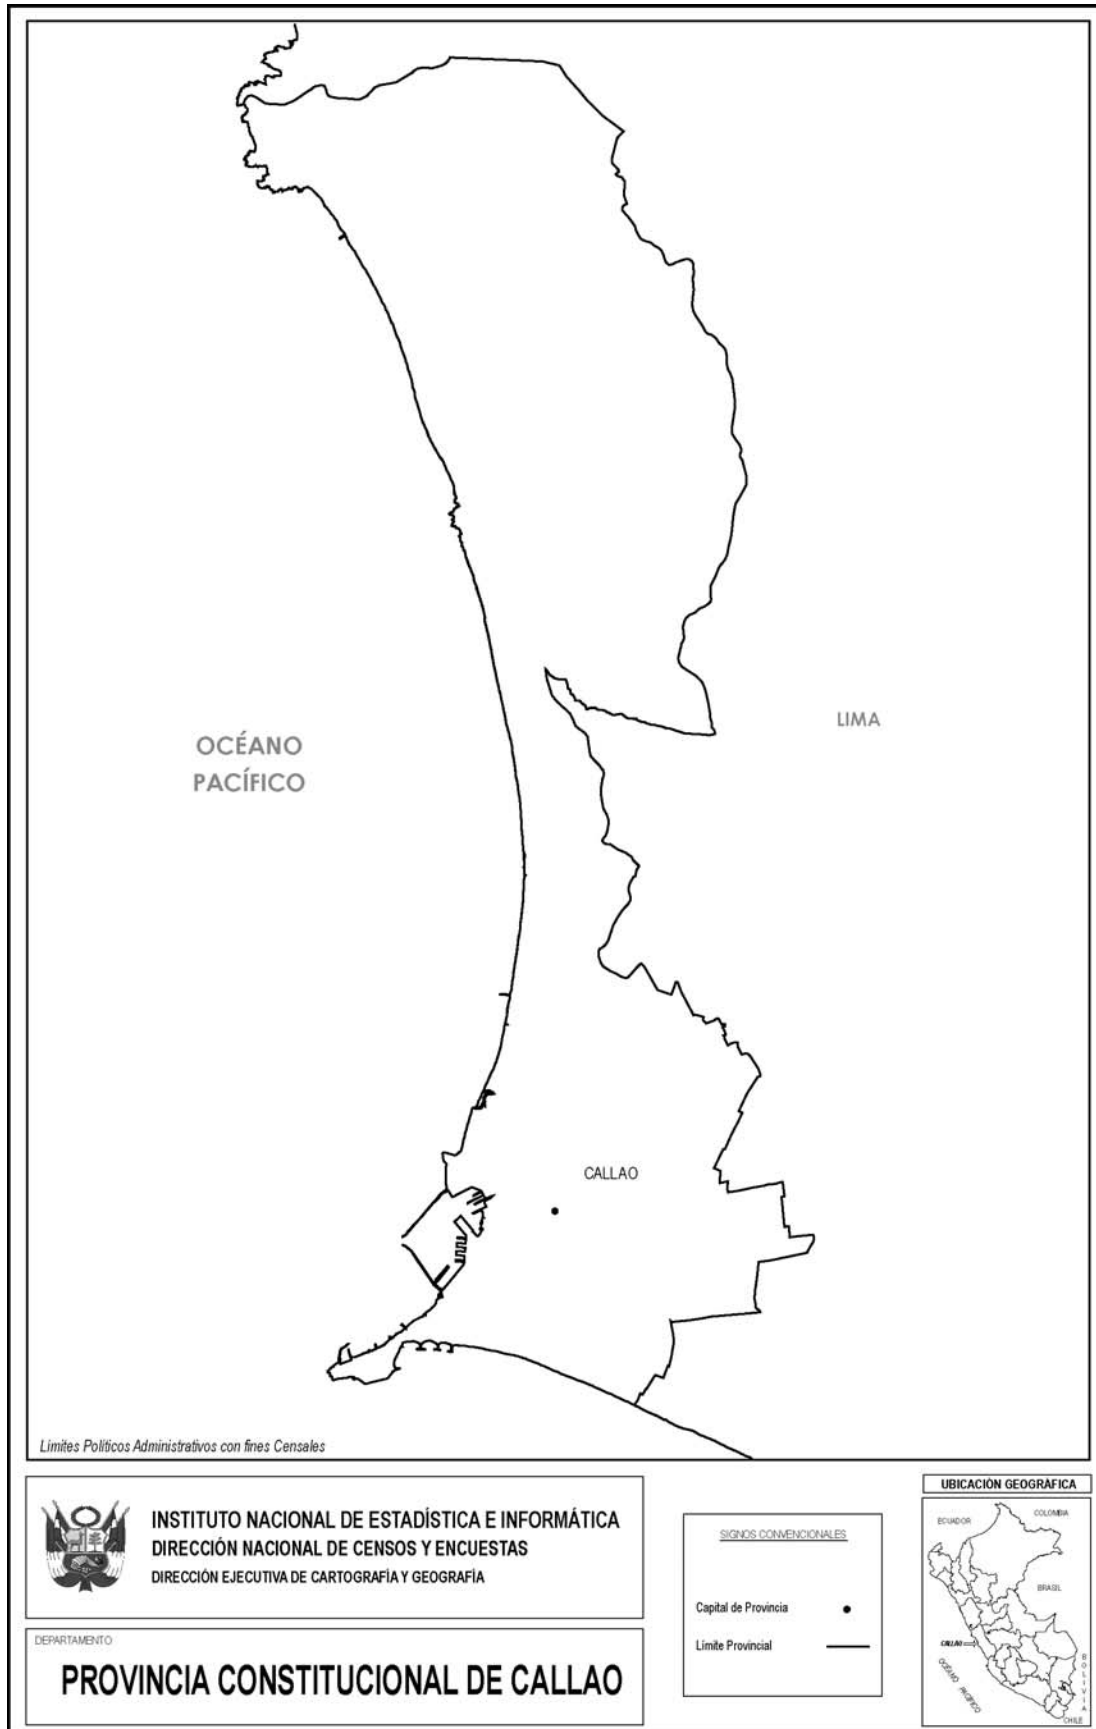 OCÉANO
PACÍFICO
LIMA
CALLAO
Límites Políticos Administrativos con fines Censales
INSTITUTO NACIONAL DE ESTADÍSTICA E INFORMÁTICA
DIRECCIÓN NACIONAL DE CENSOS Y ENCUESTAS
DIRECCIÓN EJECUTIVA DE CARTOGRAFÍA Y GEOGRAFÍA
DEPARTAMENTO
PROVINCIA CONSTITUCIONAL DE CALLAO
SIGNOS CONVENCIONALES
Capital de Provincia
Límite Provincial
UBICACIÓN GEOGRÁFICA
ECUADOR
COLOMBIA
BRASIL
CALLAO
OCÉANO PACÍFICO
BOLIVIA
CHILE